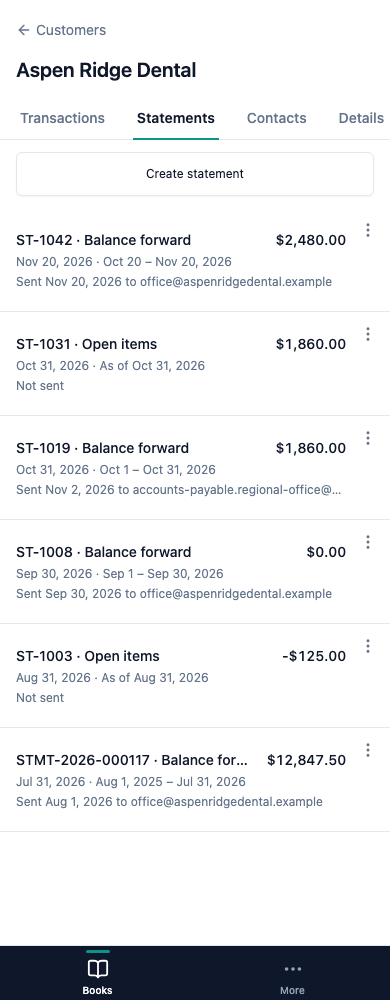 Customers
Aspen Ridge Dental
Transactions Statements Contacts Details
Create statement
ST-1042 · Balance forward $2,480.00
Nov 20, 2026 · Oct 20 – Nov 20, 2026
Sent Nov 20, 2026 to office@aspenridgedental.example
ST-1031 · Open items $1,860.00
Oct 31, 2026 · As of Oct 31, 2026
Not sent
ST-1019 · Balance forward $1,860.00
Oct 31, 2026 · Oct 1 – Oct 31, 2026
Sent Nov 2, 2026 to accounts-payable.regional-office@...
ST-1008 · Balance forward $0.00
Sep 30, 2026 · Sep 1 – Sep 30, 2026
Sent Sep 30, 2026 to office@aspenridgedental.example
ST-1003 · Open items -$125.00
Aug 31, 2026 · As of Aug 31, 2026
Not sent
STMT-2026-000117 · Balance for... $12,847.50
Jul 31, 2026 · Aug 1, 2025 – Jul 31, 2026
Sent Aug 1, 2026 to office@aspenridgedental.example
Books More